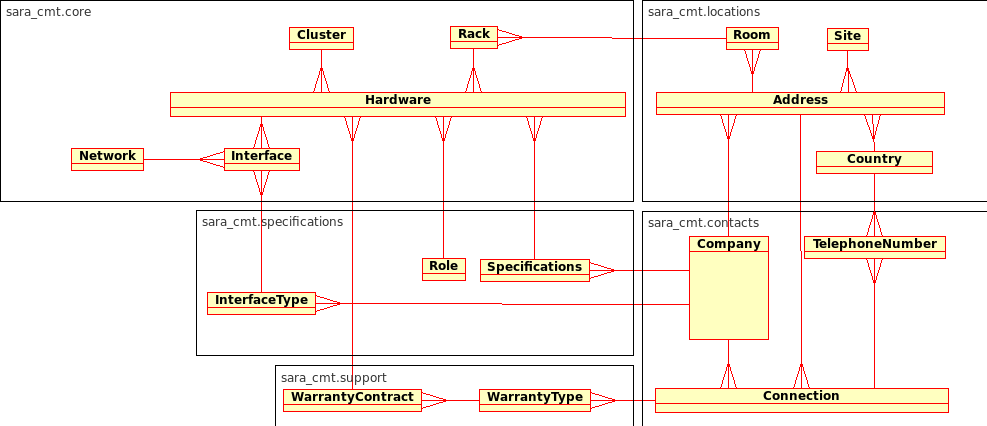 sara_cmt.core
sara_cmt.locations
Cluster
Rack
Room
Site
Hardware
Address
Network
Interface
Country
sara_cmt.specifications
sara_cmt.contacts
Company
TelephoneNumber
Role
Specifications
InterfaceType
sara_cmt.support
WarrantyContract
WarrantyType
Connection